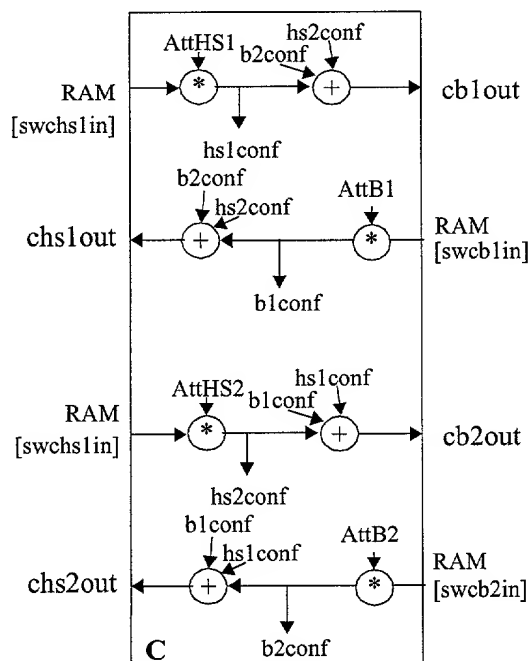 AttHS1
hs2conf
b2conf
RAM
[swchs1in]
*
+
cb1out
hs1conf
b2conf
hs2conf
AttB1
chs1out
+
*
RAM
[swcb1in]
b1conf
AttHS2
hs1conf
b1conf
RAM
[swchs1in]
*
+
cb2out
hs2conf
b1conf
hs1conf
AttB2
chs2out
+
*
RAM
[swcb2in]
b2conf
C